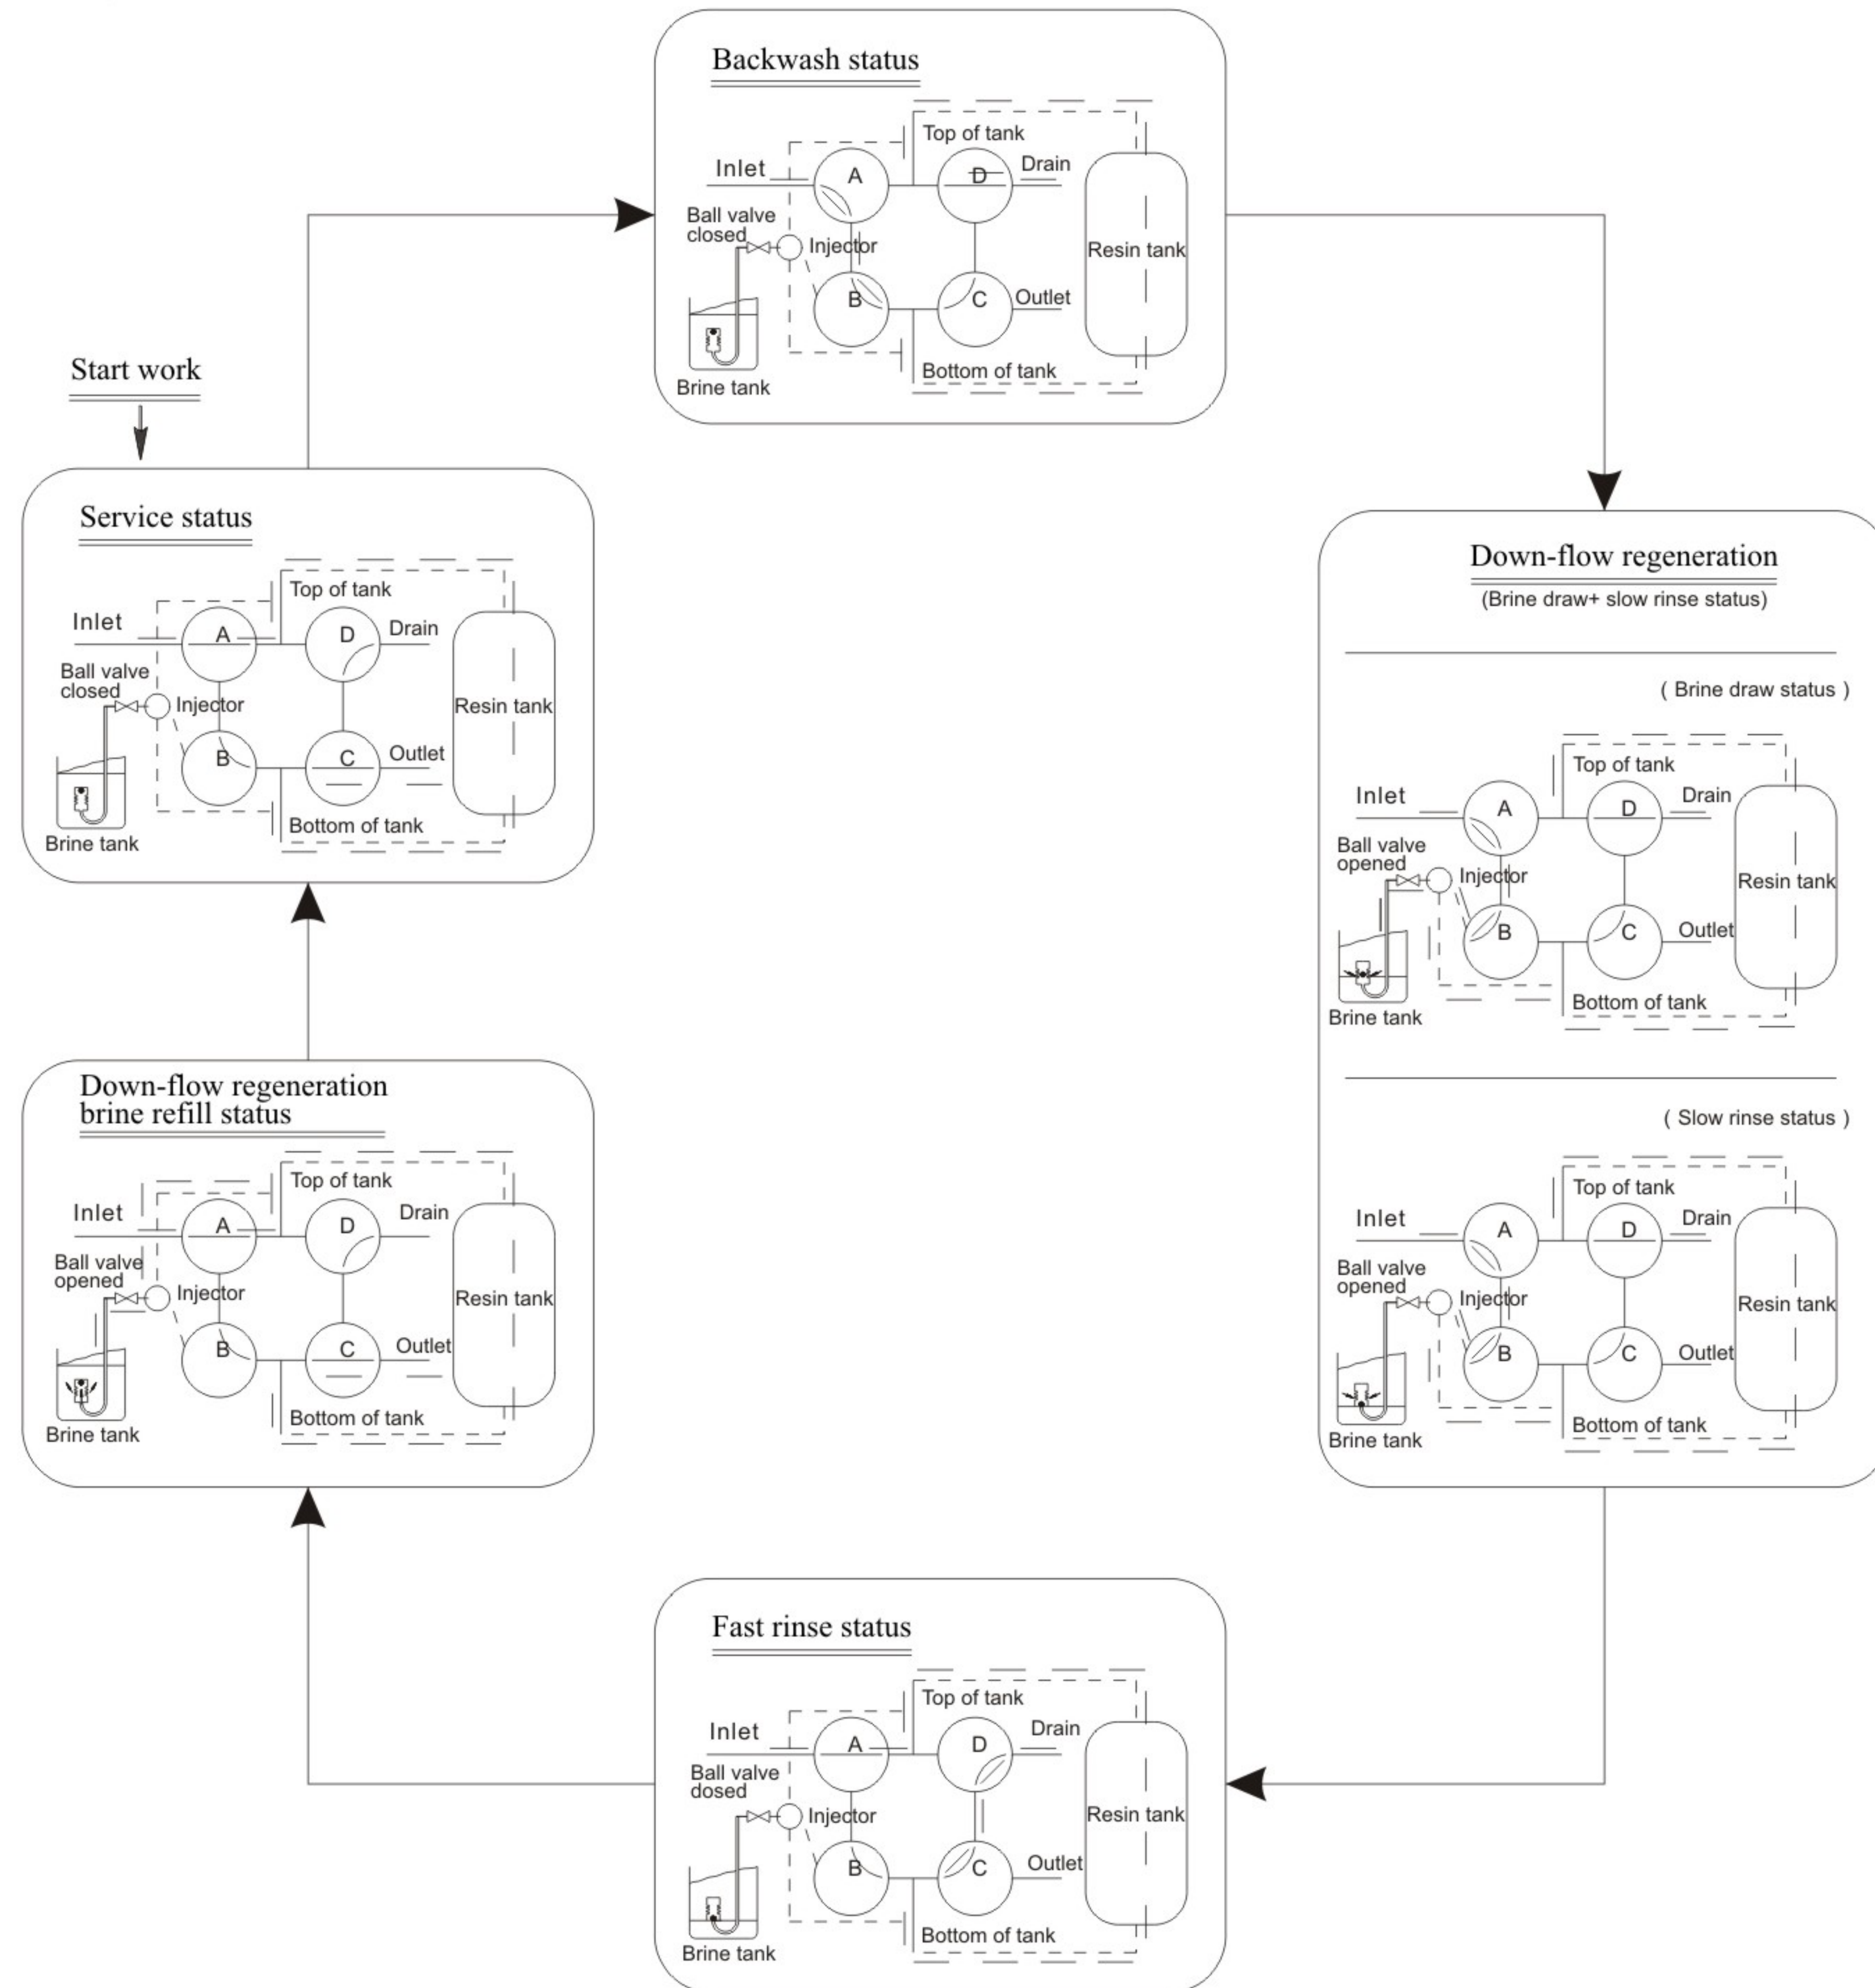 Backwash status
Top of tank
Inlet
A
D
Drain
Ball valve
closed
Injector
Resin tank
B
C
Outlet
Bottom of tank
Brine tank
Start work
Service status
Top of tank
Inlet
A
D
Drain
Ball valve
closed
Injector
Resin tank
B
C
Outlet
Bottom of tank
Brine tank
Down-flow regeneration
(Brine draw+ slow rinse status)
( Brine draw status )
Top of tank
Inlet
A
D
Drain
Ball valve
opened
Injector
Resin tank
B
C
Outlet
Bottom of tank
Brine tank
( Slow rinse status )
Top of tank
Inlet
A
D
Drain
Ball valve
opened
Injector
Resin tank
B
C
Outlet
Bottom of tank
Brine tank
Down-flow regeneration
brine refill status
Top of tank
Inlet
A
D
Drain
Ball valve
opened
Injector
Resin tank
B
C
Outlet
Bottom of tank
Brine tank
Fast rinse status
Top of tank
Inlet
A
D
Drain
Ball valve
dosed
Injector
Resin tank
B
C
Outlet
Bottom of tank
Brine tank